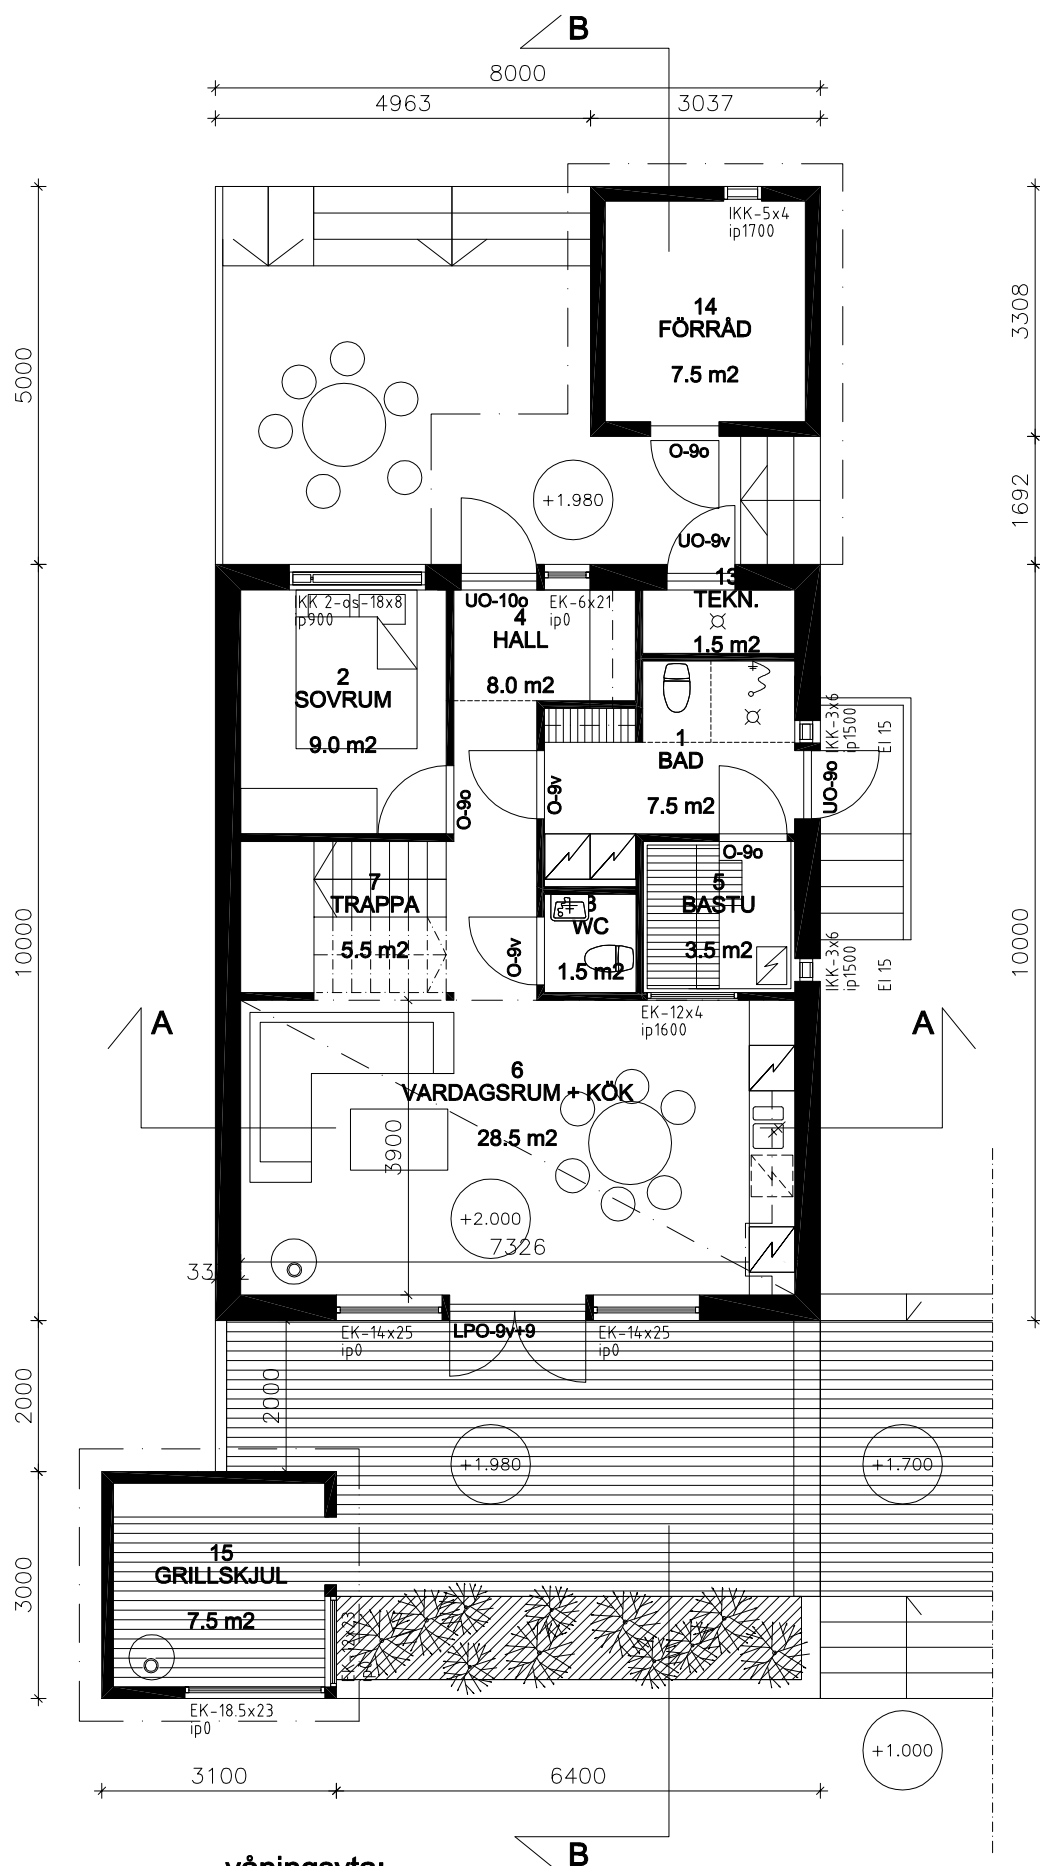 B
8000
4963 3037
IKK-5x4
ip1700
14
FÖRRÅD
7.5 m2
5000
3308
1692
O-9o
+1.980
UO-9v
IKK 2-os-18x8
ip900
UO-10o
EK-6x21
ip0
13
TEKN.
1.5 m2
4
HALL
8.0 m2
2
SOVRUM
9.0 m2
1
BAD
7.5 m2
IKK-3x6
ip1500
EI 15
UO-9o
O-9o
O-9v
O-9o
7
TRAPPA
5.5 m2
3
WC
1.5 m2
5
BASTU
3.5 m2
O-9v
IKK-3x6
ip1500
EI 15
10000
10000
A
A
EK-12x4
ip1600
6
VARDAGSRUM + KÖK
28.5 m2
3900
+2.000
7326
33
EK-14x25
ip0
LPO-9v+9
EK-14x25
ip0
2000
2000
+1.980
+1.700
3000
15
GRILLSKJUL
7.5 m2
EK-18.5x23
ip0
+1.000
3100
6400
B
våningsyta: